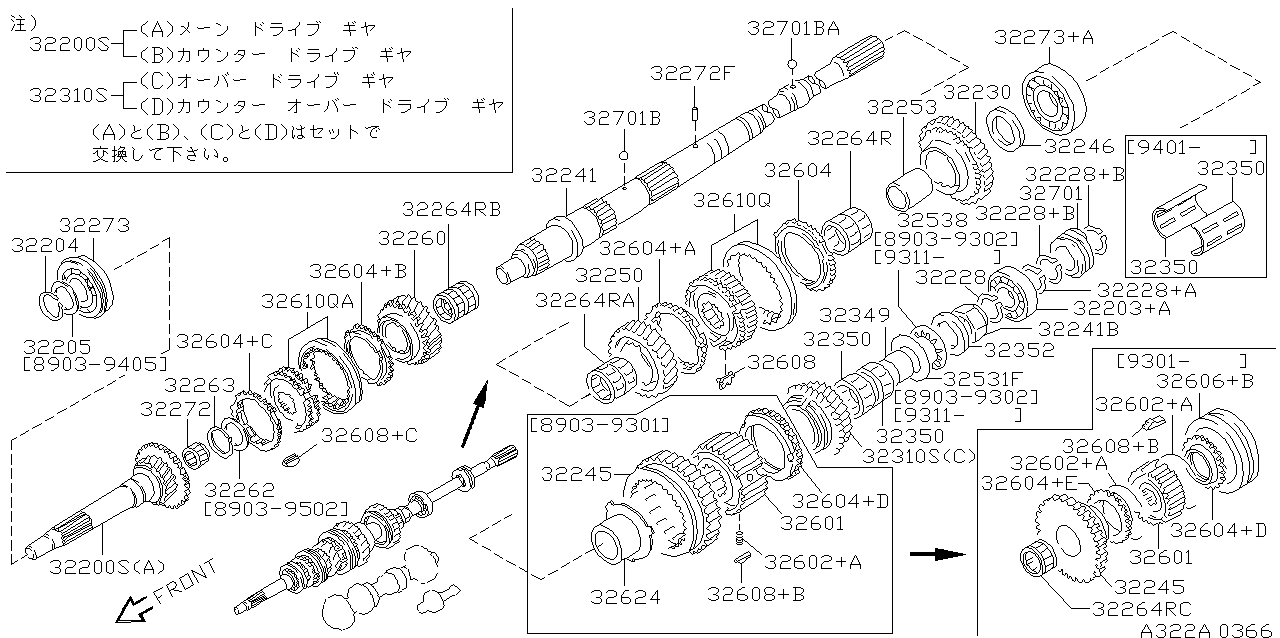 注)
32200S (A)メーン ドライブ ギヤ
(B)カウンター ドライブ ギヤ
32310S (C)オーバー ドライブ ギヤ
(D)カウンター オーバー ドライブ ギヤ
(A)と(B)、(C)と(D)はセットで
交換して下さい。
32701BA
32273+A
32272F
32230
32253
32701B
32264R
32246
[9401- ]
32350
32350
32241
32604
32228+B
32701
32610Q
32264RB
32228+B
32538
[8903-9302]
[9311- ]
32273
32204
32260
32604+A
32604+B
32250
32228
32228+A
32610QA
32264RA
32203+A
32349
32241B
32205
[8903-9405]
32604+C
32350
32352
32608
[9301- ]
32263
32531F
[8903-9302]
[9311- ]
32606+B
32272
32602+A
[8903-9301]
32350
32608+C
32608+B
32310S(C)
32602+A
32245
32604+E
32262
[8903-9502]
32604+D
32601
32604+D
32601
32200S(A)
32602+A
FRONT
32245
32624
32608+B
32264RC
A322A 0366